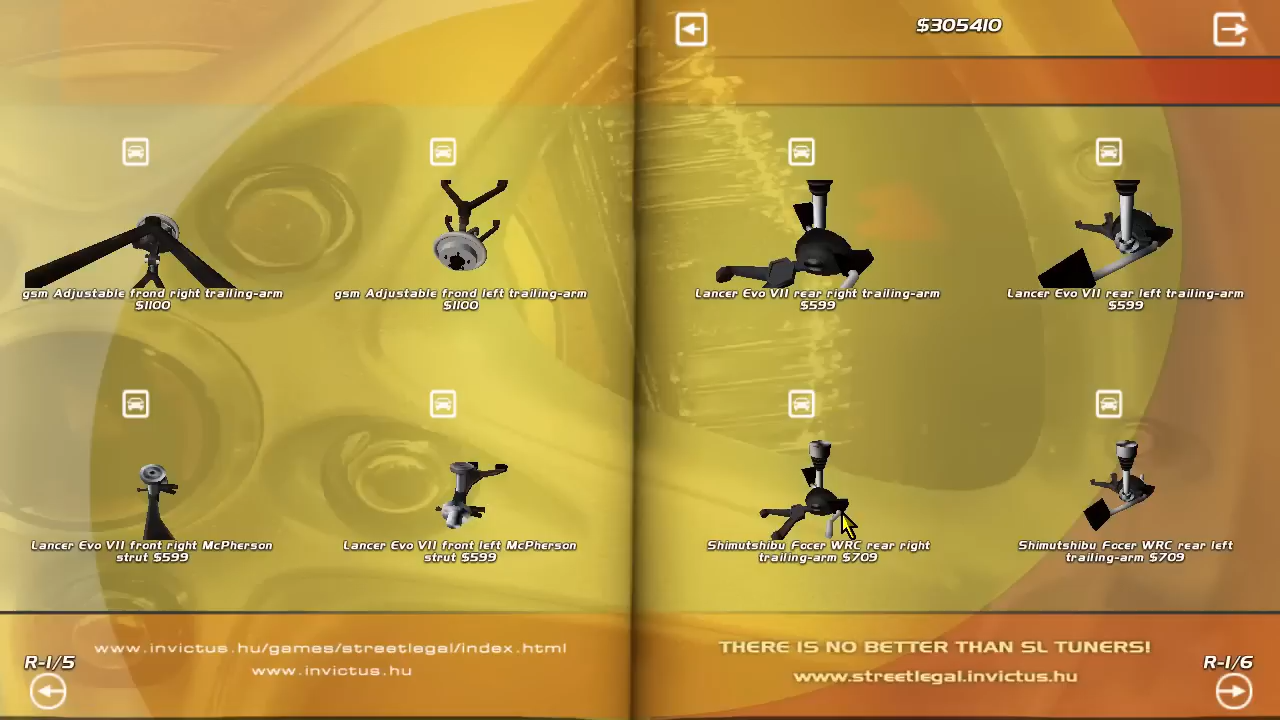 $305410
gsm Adjustable frond right trailing-arm
$1100
gsm Adjustable frond left trailing-arm
$1100
Lancer Evo VII rear right trailing-arm
$599
Lancer Evo VII rear left trailing-arm
$599
Lancer Evo VII front right McPherson
strut $599
Lancer Evo VII front left McPherson
strut $599
Shimutshibu Focer WRC rear right
trailing-arm $709
Shimutshibu Focer WRC rear left
trailing-arm $709
R-1/5
www.invictus.hu/games/streetlegal/index.html
www.invictus.hu
THERE IS NO BETTER THAN SL TUNERS!
www.streetlegal.invictus.hu
R-1/6